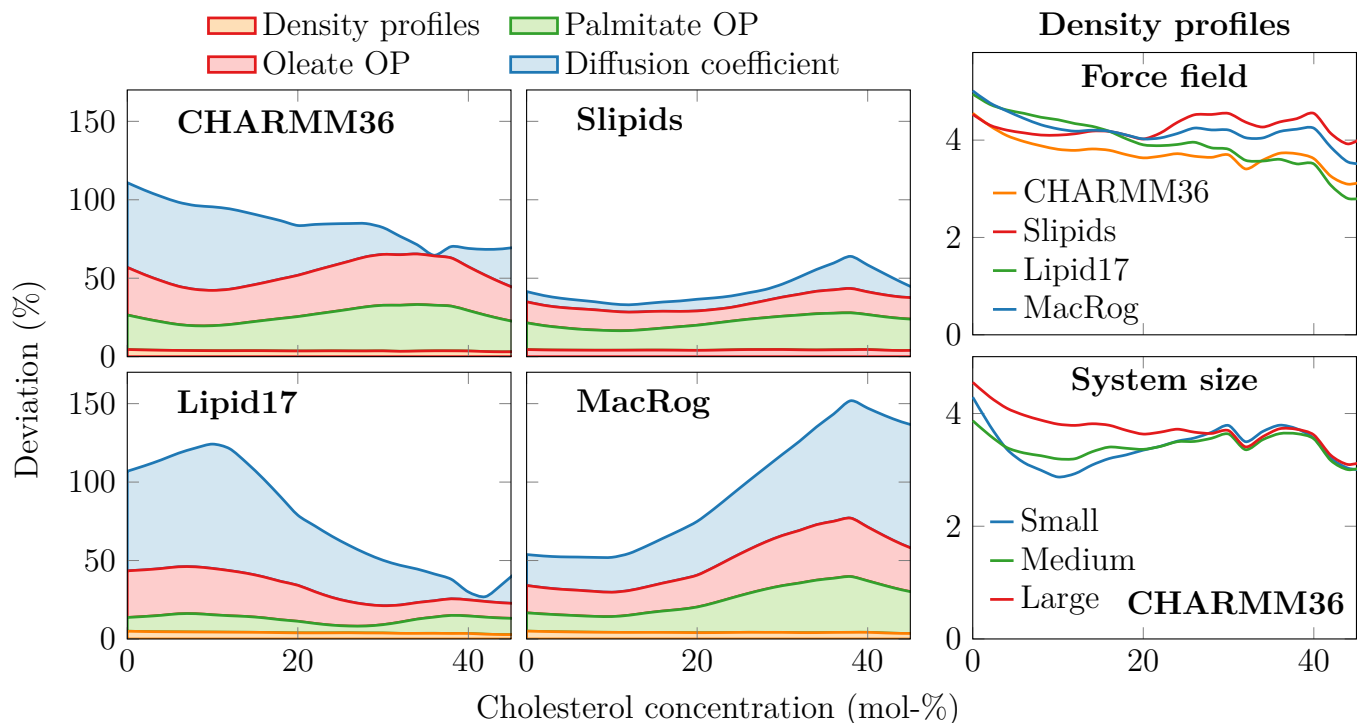 Density profiles
Palmitate OP
Oleate OP
Diffusion coefficient
Deviation (%)
150
100
50
0
CHARMM36
Slipids
150
100
50
0
Lipid17
MacRog
0
20
40
0
20
40
Cholesterol concentration (mol-%)
Density profiles
Force field
4
2
0
CHARMM36
Slipids
Lipid17
MacRog
System size
4
2
0
Small
Medium
Large
CHARMM36
0
20
40